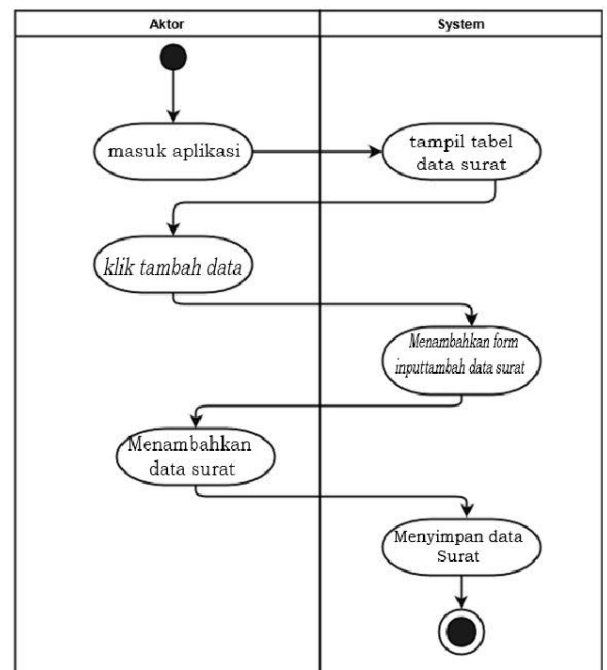 Aktor
System
masuk aplikasi
tampil tabel
data surat
klik tambah data
Menambahkan form
inputtambah data surat
Menambahkan
data surat
Menyimpan data
Surat